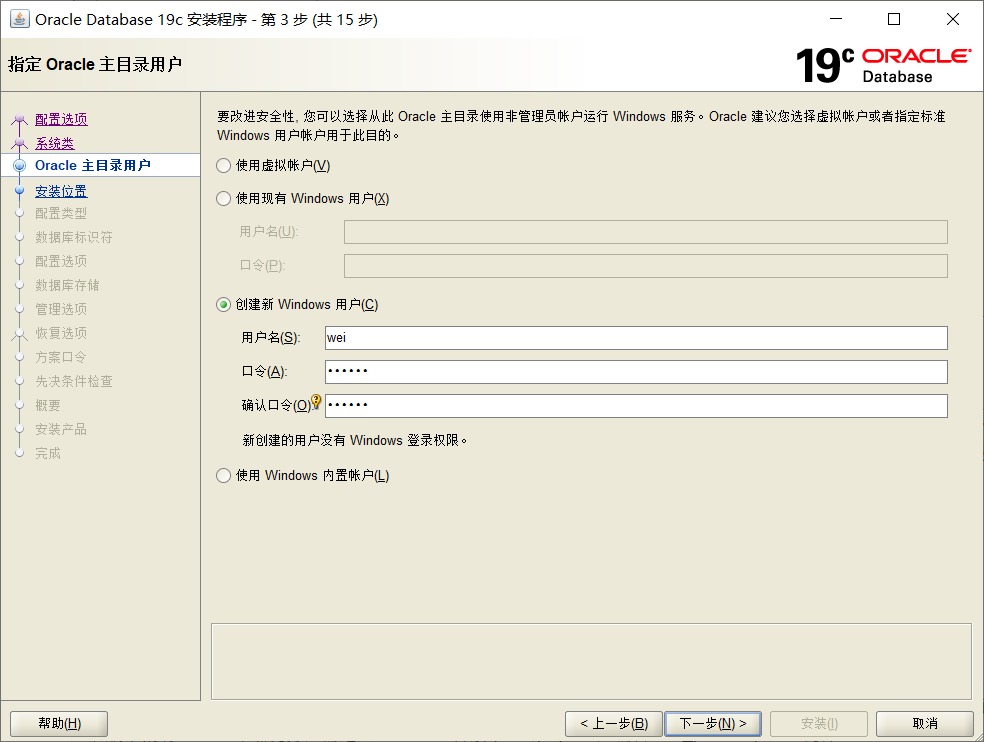 Oracle Database 19c 安装程序 - 第 3 步 (共 15 步)
指定 Oracle 主目录用户
19c ORACLE
Database
配置选项
系统类
Oracle 主目录用户
安装位置
配置类型
数据库标识符
配置选项
数据库存储
管理选项
恢复选项
方案口令
先决条件检查
概要
安装产品
完成
要改进安全性, 您可以选择从此 Oracle 主目录使用非管理员帐户运行 Windows 服务。Oracle 建议您选择虚拟帐户或者指定标准
Windows 用户帐户用于此目的。
使用虚拟帐户(V)
使用现有 Windows 用户(X)
用户名(U):
口令(P):
创建新 Windows 用户(C)
用户名(S): wei
口令(A): ••••••
确认口令(O): ••••••
新创建的用户没有 Windows 登录权限。
使用 Windows 内置帐户(L)
帮助(H) < 上一步(B) 下一步(N) > 安装(I) 取消